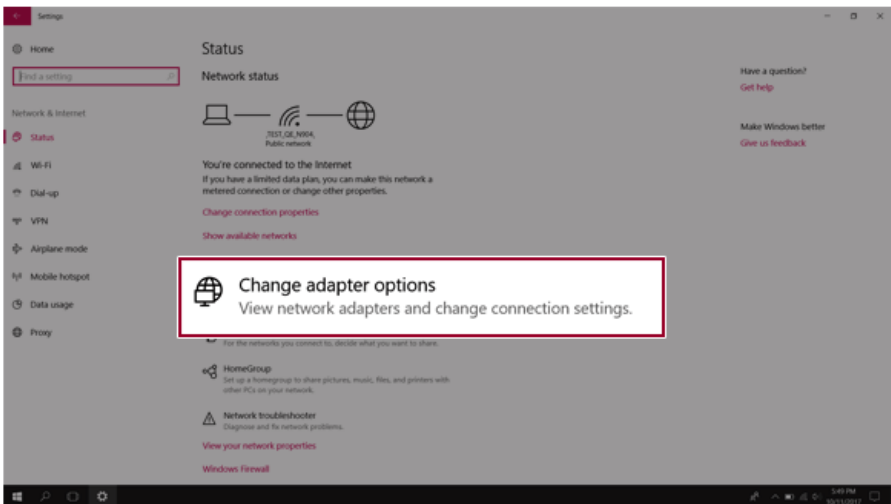 Settings
Home
Find a setting
Network & Internet
Status
Wi-Fi
Dial-up
VPN
Airplane mode
Mobile hotspot
Data usage
Proxy
Status
Network status
_TEST_QE_N904_
Public network
You're connected to the Internet
If you have a limited data plan, you can make this network a
metered connection or change other properties.
Change connection properties
Show available networks
Change adapter options
View network adapters and change connection settings.
For the networks you connect to, decide what you want to share.
HomeGroup
Set up a homegroup to share pictures, music, files, and printers with
other PCs on your network.
Network troubleshooter
Diagnose and fix network problems.
View your network properties
Windows Firewall
Have a question?
Get help
Make Windows better
Give us feedback
5:49 PM
10/11/2017